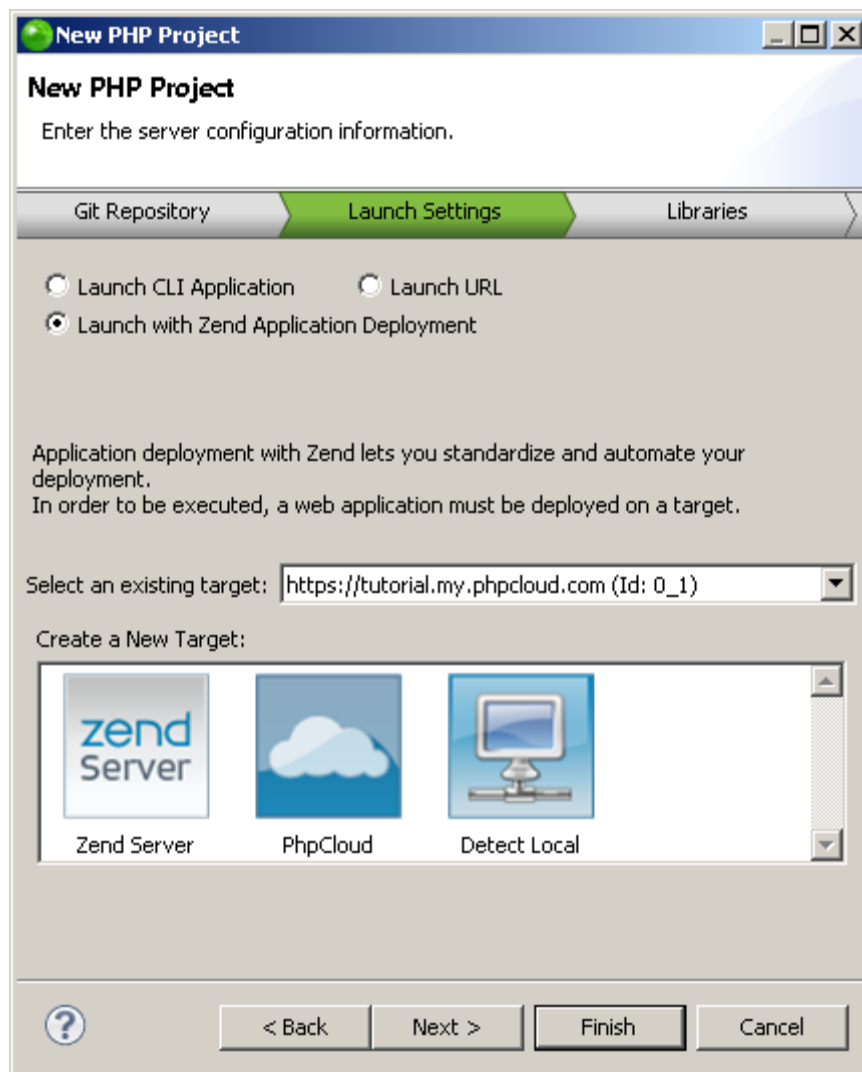 New PHP Project
New PHP Project
Enter the server configuration information.
Git Repository Launch Settings Libraries
Launch CLI Application Launch URL
Launch with Zend Application Deployment
Application deployment with Zend lets you standardize and automate your
deployment.
In order to be executed, a web application must be deployed on a target.
Select an existing target: https://tutorial.my.phpcloud.com (Id: 0_1)
Create a New Target:
zend
Server
Zend Server PhpCloud Detect Local
? < Back Next > Finish Cancel